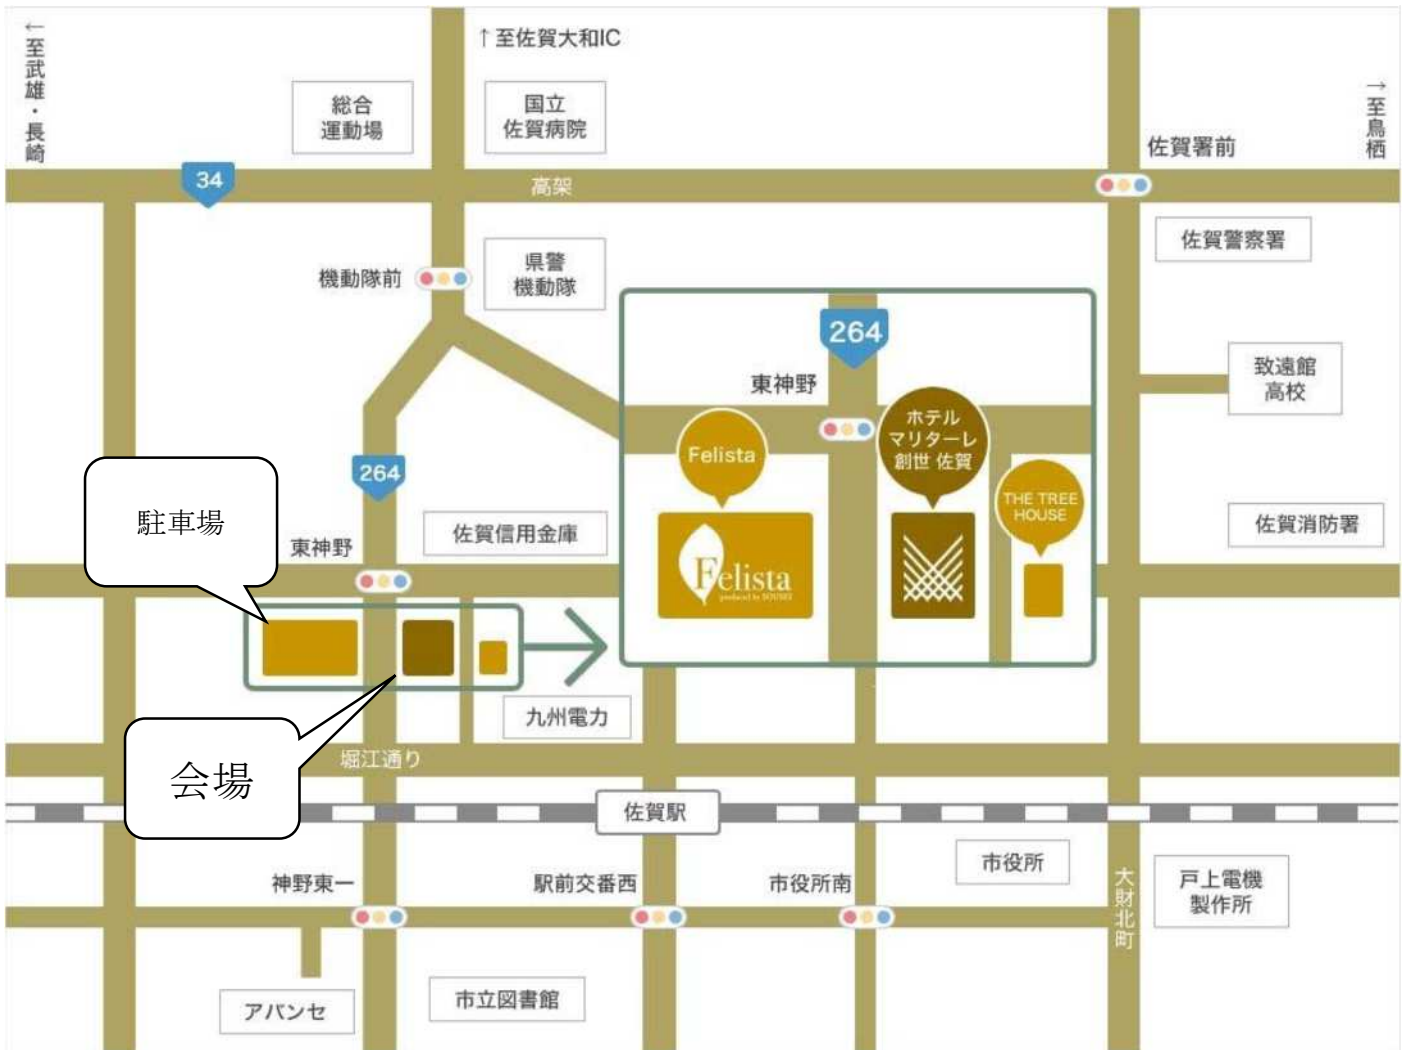 ←至武雄・長崎
↑至佐賀大和IC
→至鳥栖
総合
運動場
国立
佐賀病院
佐賀署前
34
高架
佐賀警察署
機動隊前
県警
機動隊
264
東神野
致遠館
高校
Felista
ホテル
マリターレ
創世 佐賀
THE TREE
HOUSE
264
駐車場
東神野
佐賀信用金庫
佐賀消防署
Felista
produced by SOUSEI
九州電力
会場
堀江通り
佐賀駅
市役所
神野東一
駅前交番西
市役所南
大財北町
戸上電機
製作所
アバンセ
市立図書館